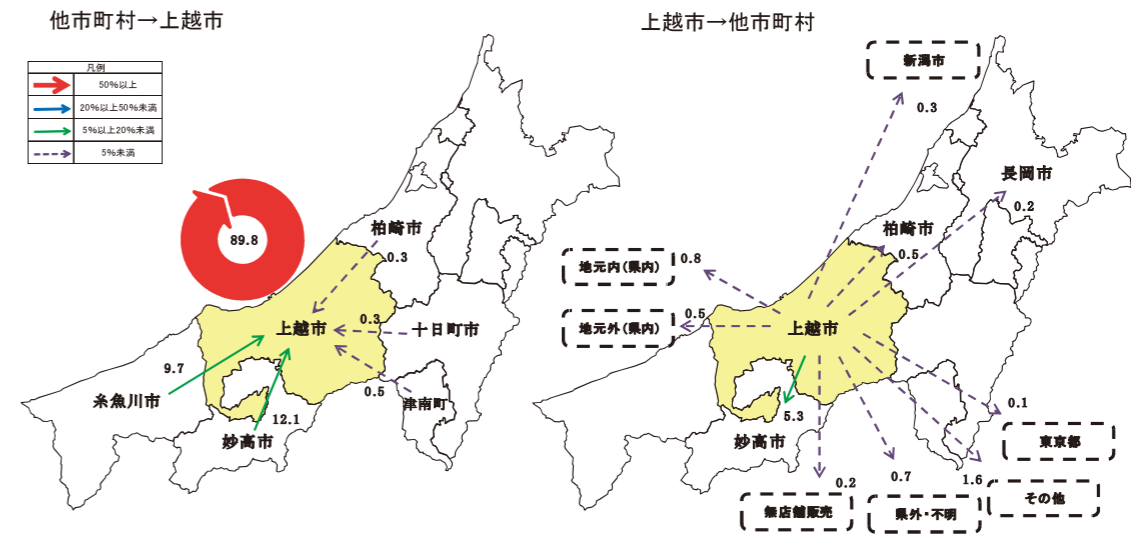 他市町村→上越市
凡例
50%以上
20%以上50%未満
5%以上20%未満
5%未満
89.8
柏崎市
0.3
上越市
0.3
十日町市
9.7
糸魚川市
0.5
津南町
12.1
妙高市
上越市→他市町村
新潟市
0.3
長岡市
0.2
柏崎市
0.5
地元内(県内)
0.8
地元外(県内)
0.5
上越市
5.3
妙高市
0.1
東京都
1.6
その他
0.7
県外・不明
0.2
無店舗販売